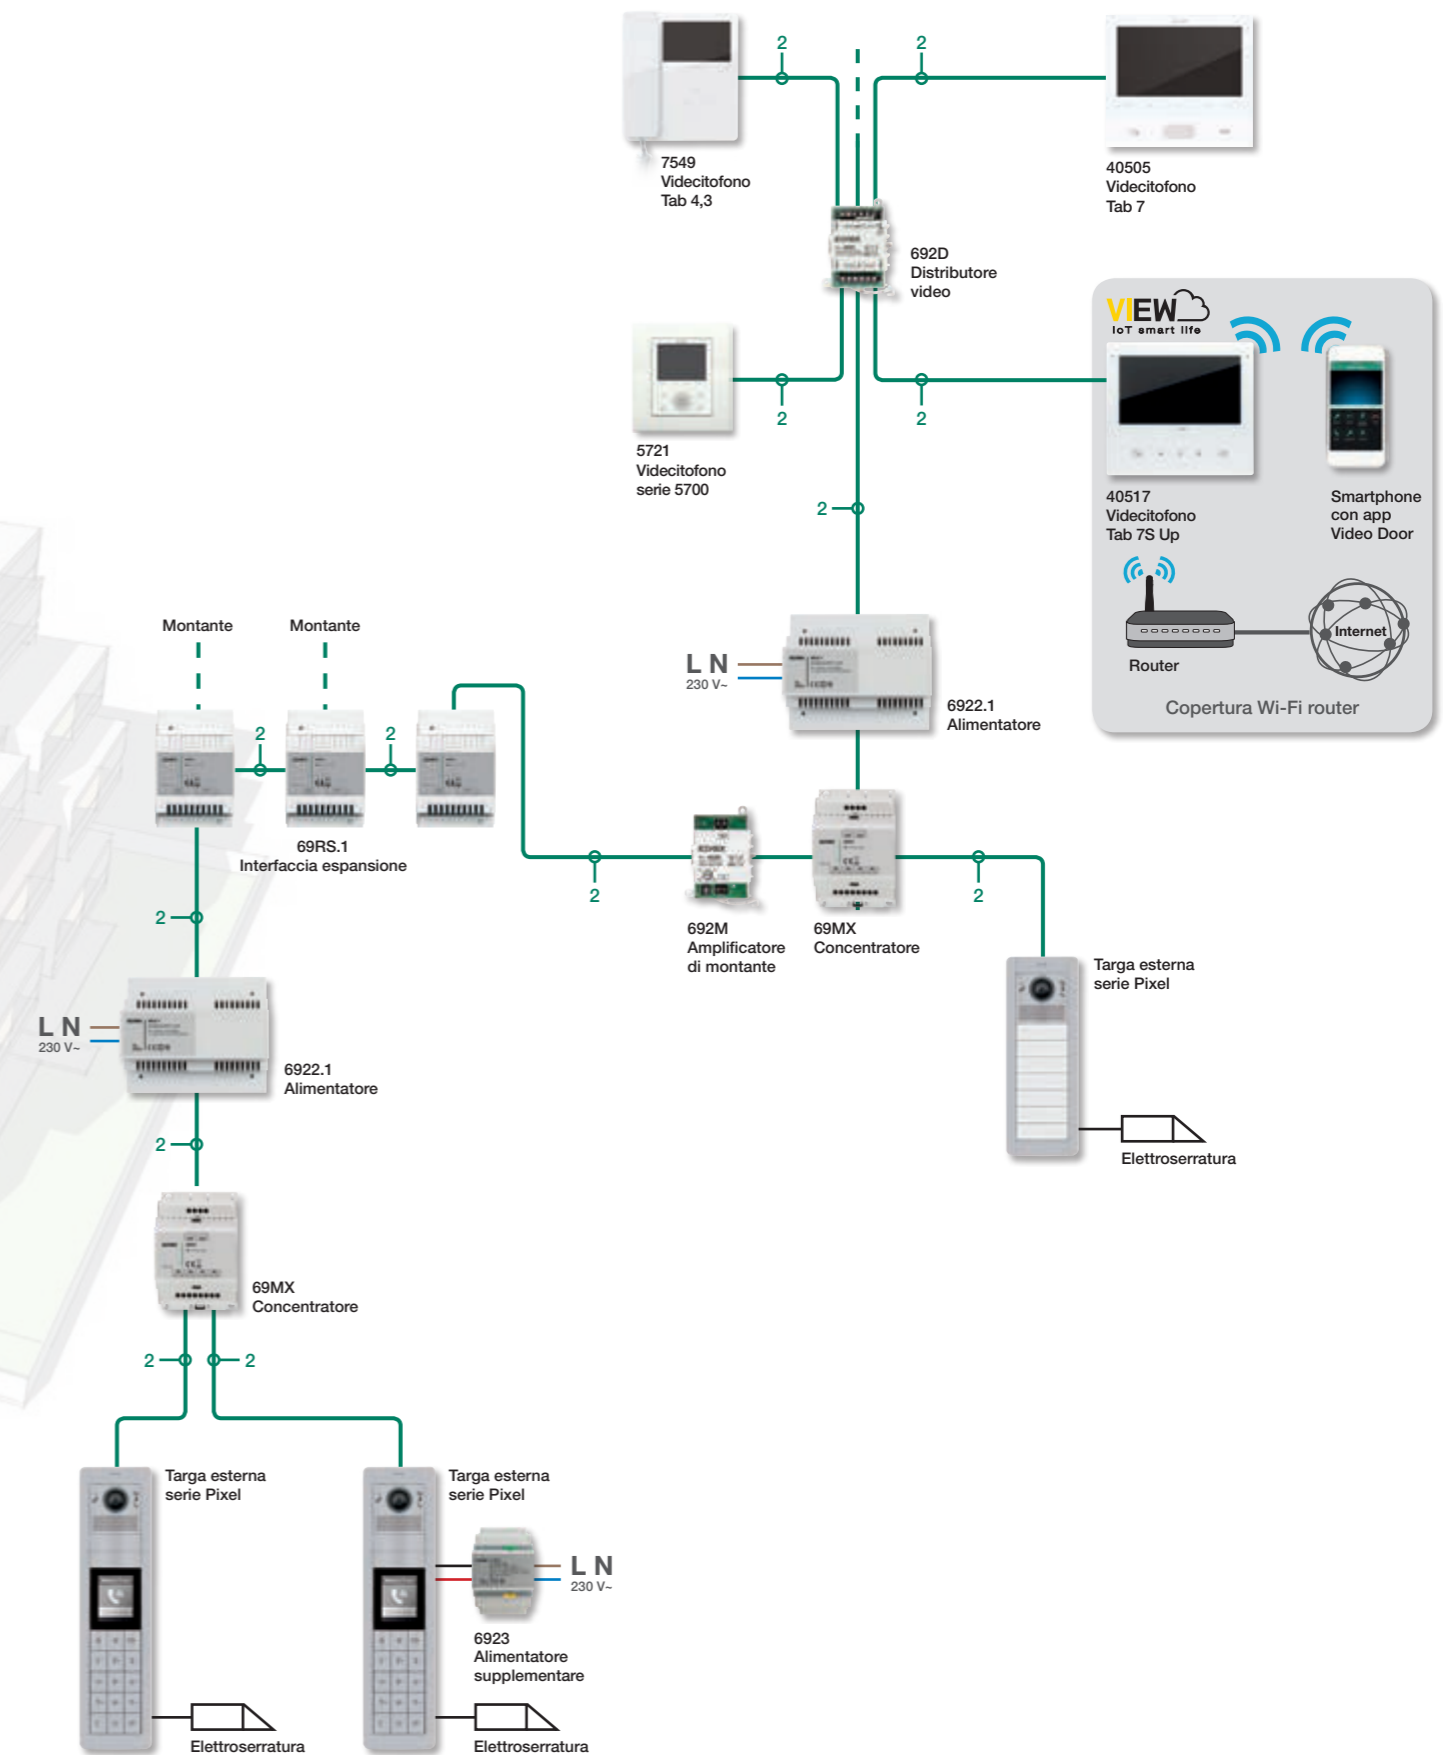 2
2
7549
Videcitofono
Tab 4,3
40505
Videcitofono
Tab 7
692D
Distributore
video
VIEW
IoT smart life
2
2
5721
Videcitofono
serie 5700
40517
Videcitofono
Tab 7S Up
Smartphone
con app
Video Door
2
Internet
Router
Copertura Wi-Fi router
Montante
Montante
L N
230 V~
6922.1
Alimentatore
2
2
69RS.1
Interfaccia espansione
2
2
692M
Amplificatore
di montante
69MX
Concentratore
2
Targa esterna
serie Pixel
L N
230 V~
6922.1
Alimentatore
Elettroserratura
2
69MX
Concentratore
2
2
Targa esterna
serie Pixel
Targa esterna
serie Pixel
L N
230 V~
6923
Alimentatore
supplementare
Elettroserratura
Elettroserratura